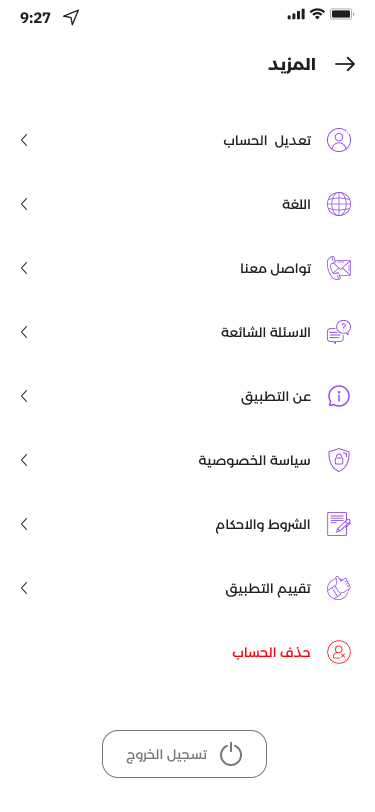 9:27
المزيد
تعديل الحساب
اللغة
تواصل معنا
الاسئلة الشائعة
عن التطبيق
سياسة الخصوصية
الشروط والاحكام
تقييم التطبيق
حذف الحساب
تسجيل الخروج